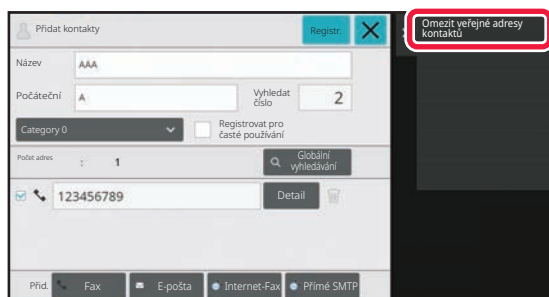 Přidat kontakty
Registr.
Omezit veřejné adresy
kontaktů
Název
AAA
Počáteční
A
Vyhledat
číslo
2
Category 0
Registrovat pro
časté používání
Počet adres
:
1
Globální
vyhledávání
123456789
Detail
Přid.
Fax
E-pošta
Internet-Fax
Přímé SMTP